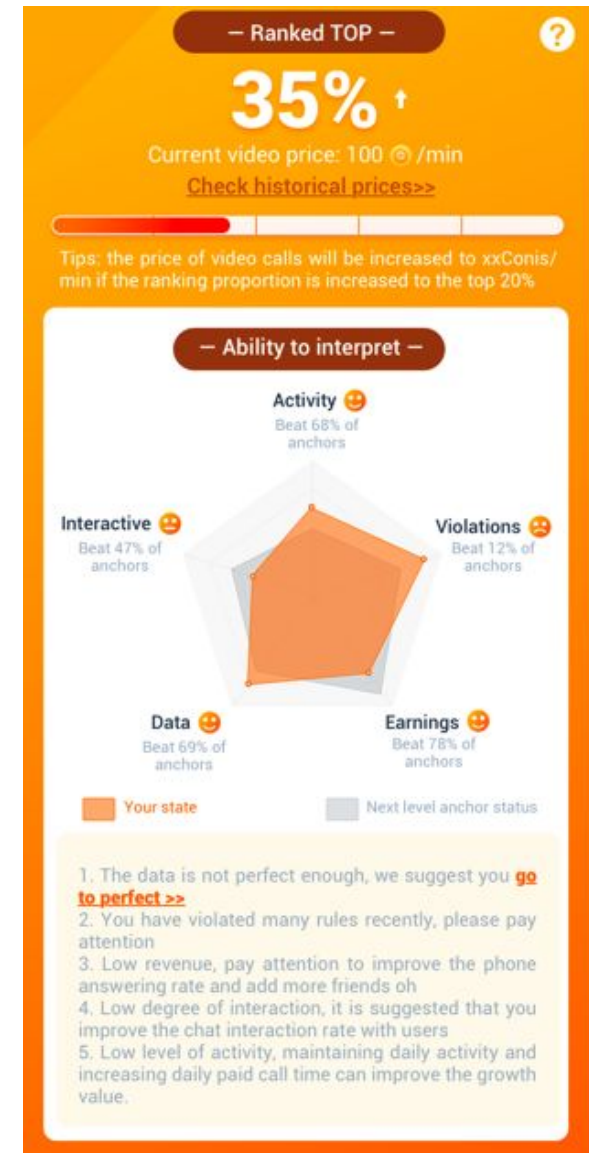 — Ranked TOP —
?
35%
Current video price: 100 /min
Check historical prices>>
Tips: the price of video calls will be increased to xxConis/
min if the ranking proportion is increased to the top 20%
— Ability to interpret —
Activity
Beat 68% of
anchors
Interactive
Beat 47% of
anchors
Violations
Beat 12% of
anchors
Data
Beat 69% of
anchors
Earnings
Beat 78% of
anchors
Your state
Next level anchor status
1. The data is not perfect enough, we suggest you go
to perfect >>
2. You have violated many rules recently, please pay
attention
3. Low revenue, pay attention to improve the phone
answering rate and add more friends oh
4. Low degree of interaction, it is suggested that you
improve the chat interaction rate with users
5. Low level of activity, maintaining daily activity and
increasing daily paid call time can improve the growth
value.